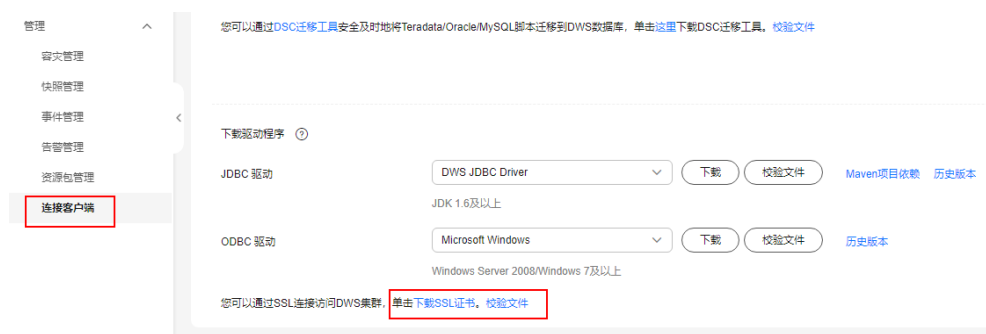 管理
容灾管理
快照管理
事件管理
告警管理
资源包管理
连接客户端
您可以通过DSC迁移工具安全及时地将Teradata/Oracle/MySQL脚本迁移到DWS数据库，单击这里下载DSC迁移工具。校验文件
下载驱动程序 ?
JDBC 驱动 DWS JDBC Driver 下载 校验文件 Maven项目依赖 历史版本
JDK 1.6及以上
ODBC 驱动 Microsoft Windows 下载 校验文件 历史版本
Windows Server 2008/Windows 7及以上
您可以通过SSL连接访问DWS集群，单击下载SSL证书。校验文件